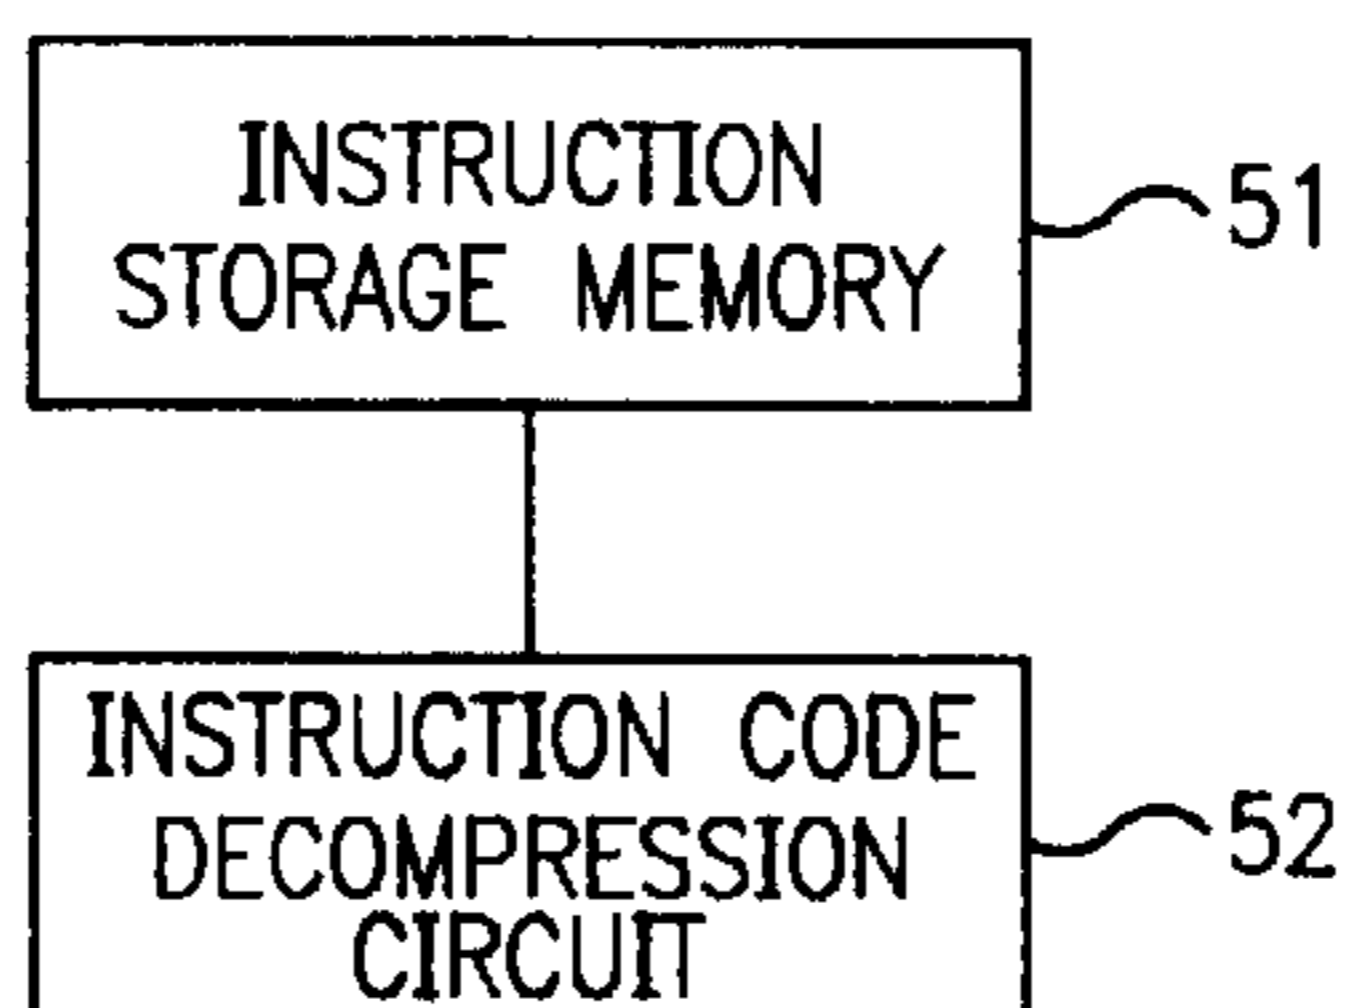 INSTRUCTION
STORAGE MEMORY
51
INSTRUCTION CODE
DECOMPRESSION
CIRCUIT
52